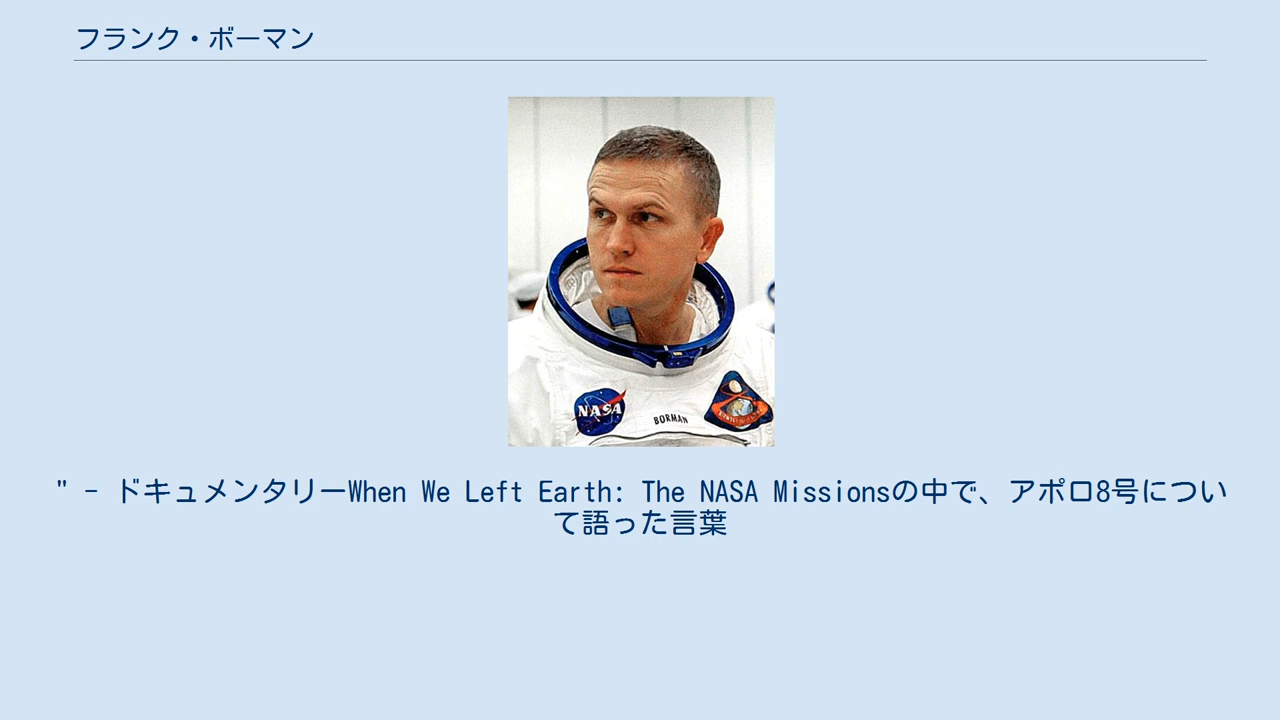 フランク・ボーマン
NASA
BORMAN
" - ドキュメンタリーWhen We Left Earth: The NASA Missionsの中で、アポロ8号につい
て語った言葉